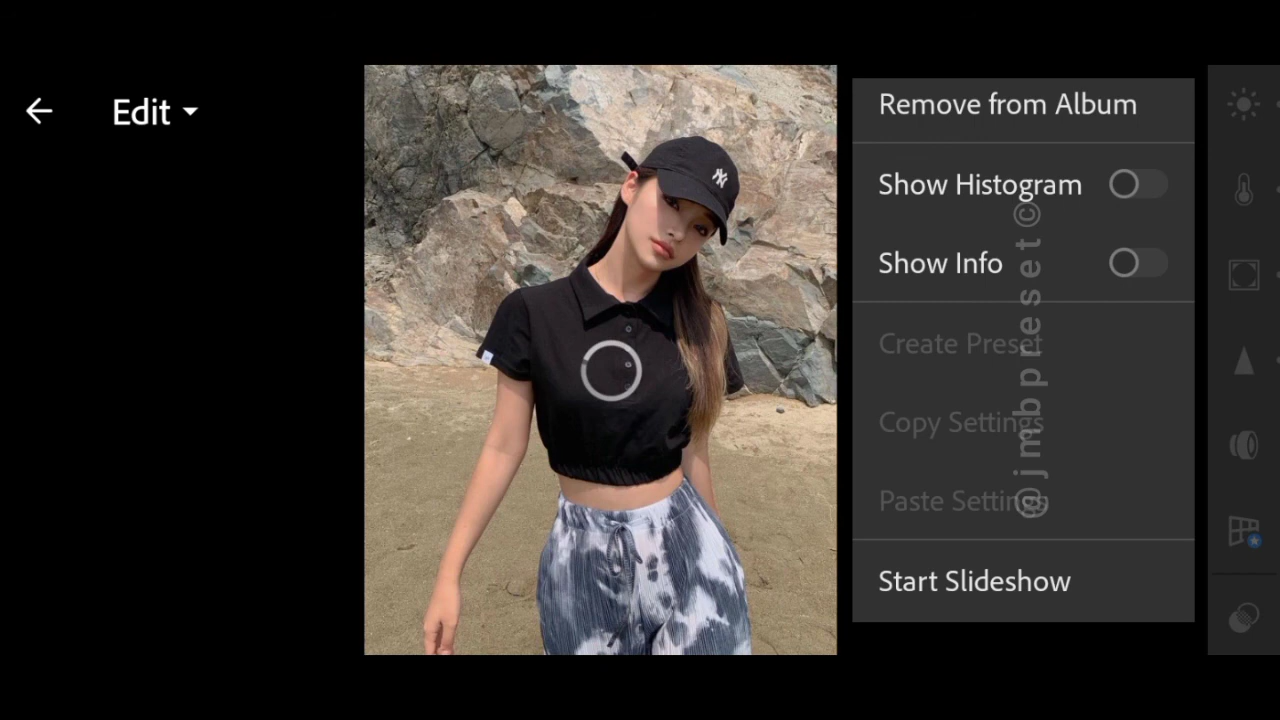 Edit
Remove from Album
Show Histogram
Show Info
Create Preset
Copy Settings
Paste Settings
Start Slideshow
@jmbpreset©
NY